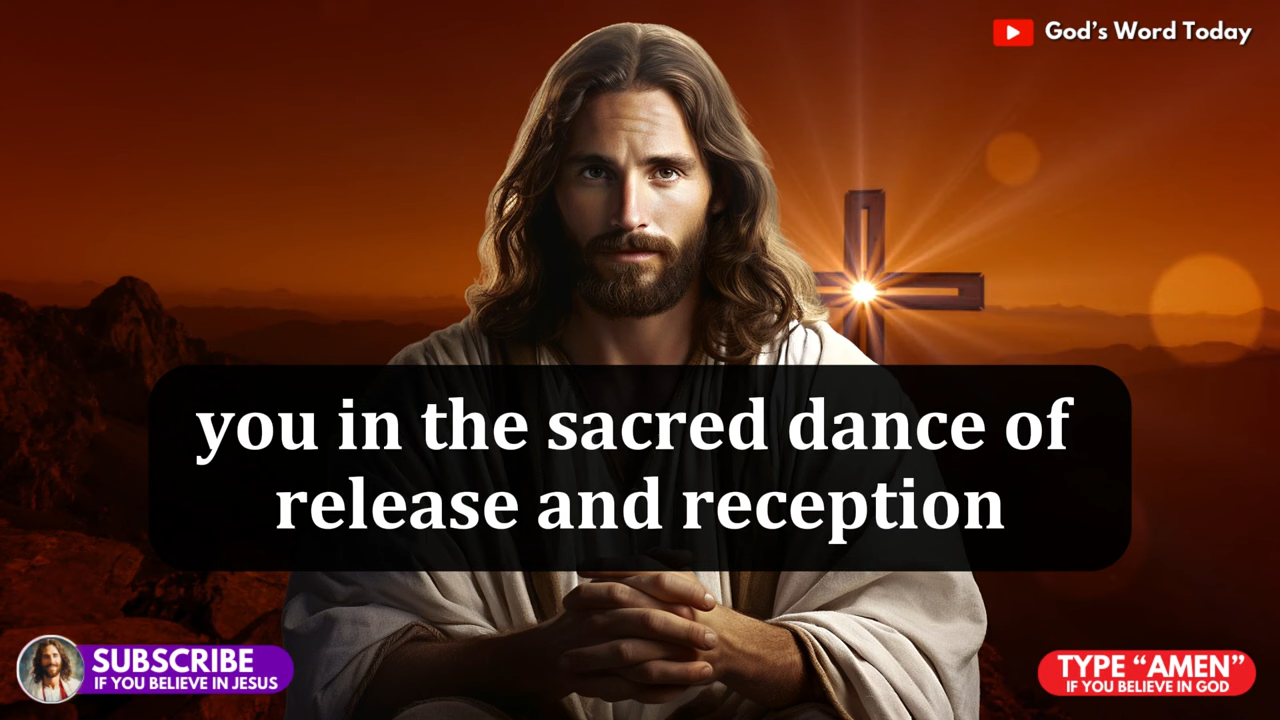 God's Word Today
you in the sacred dance of
release and reception
SUBSCRIBE
IF YOU BELIEVE IN JESUS
TYPE “AMEN”
IF YOU BELIEVE IN GOD